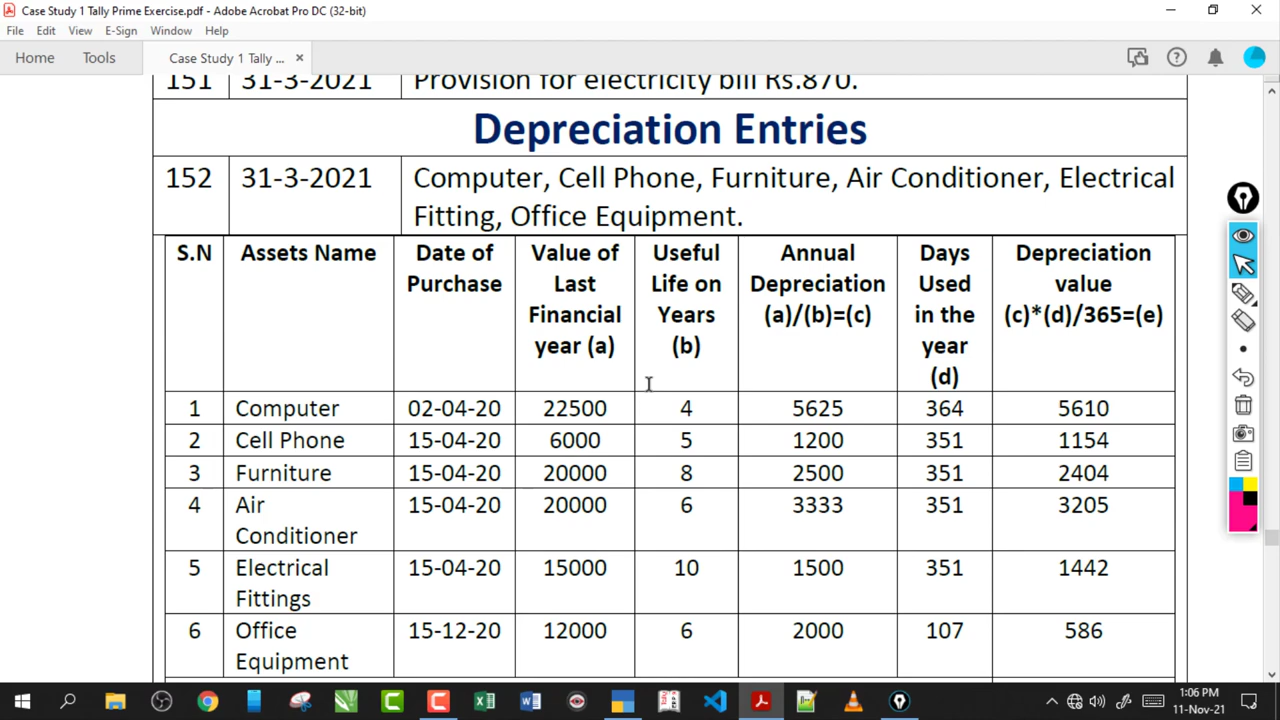 Case Study 1 Tally Prime Exercise.pdf - Adobe Acrobat Pro DC (32-bit)
File Edit View E-Sign Window Help
Home Tools Case Study 1 Tally ... ×
151 31-3-2021 Provision for electricity bill Rs.870.
Depreciation Entries
152 31-3-2021 Computer, Cell Phone, Furniture, Air Conditioner, Electrical
Fitting, Office Equipment.
S.N Assets Name Date of Value of Useful Annual Days Depreciation
Purchase Last Life on Depreciation Used value
Financial Years (a)/(b)=(c) in the (c)*(d)/365=(e)
year (a) (b) year
(d)
1 Computer 02-04-20 22500 4 5625 364 5610
2 Cell Phone 15-04-20 6000 5 1200 351 1154
3 Furniture 15-04-20 20000 8 2500 351 2404
4 Air 15-04-20 20000 6 3333 351 3205
Conditioner
5 Electrical 15-04-20 15000 10 1500 351 1442
Fittings
6 Office 15-12-20 12000 6 2000 107 586
Equipment
1:06 PM
11-Nov-21